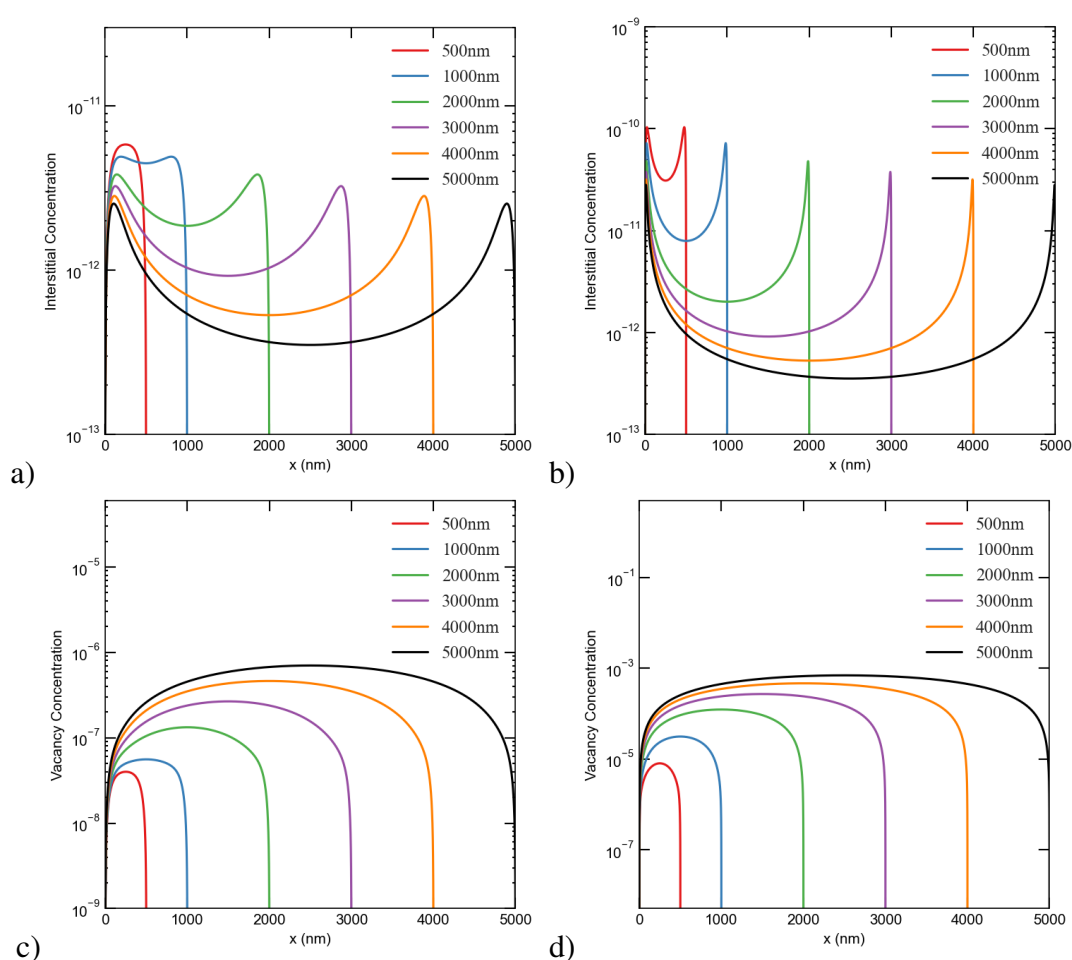 10⁻¹¹
10⁻¹²
10⁻¹³
Interstitial Concentration
500nm
1000nm
2000nm
3000nm
4000nm
5000nm
0 1000 2000 3000 4000 5000
x (nm)
a)
10⁻⁹
10⁻¹⁰
10⁻¹¹
10⁻¹²
10⁻¹³
Interstitial Concentration
500nm
1000nm
2000nm
3000nm
4000nm
5000nm
0 1000 2000 3000 4000 5000
x (nm)
b)
10⁻⁵
10⁻⁶
10⁻⁷
10⁻⁸
10⁻⁹
Vacancy Concentration
500nm
1000nm
2000nm
3000nm
4000nm
5000nm
0 1000 2000 3000 4000 5000
x (nm)
c)
10⁻¹
10⁻³
10⁻⁵
10⁻⁷
Vacancy Concentration
500nm
1000nm
2000nm
3000nm
4000nm
5000nm
0 1000 2000 3000 4000 5000
x (nm)
d)